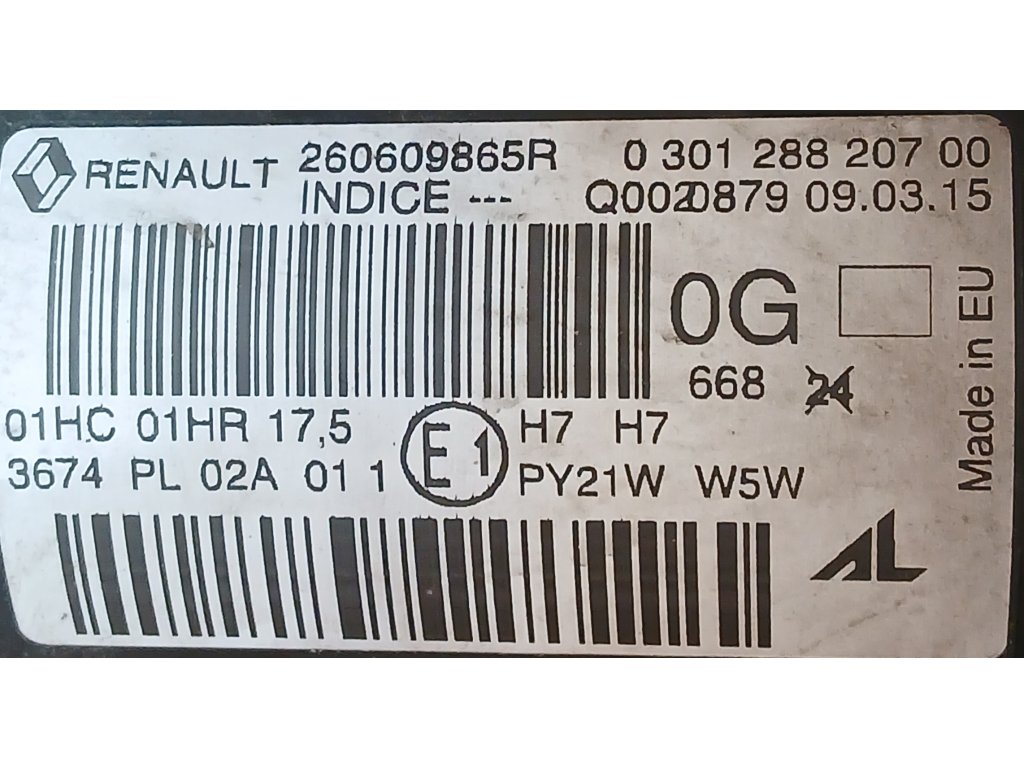 RENAULT 260609865R 0 301 288 207 00
INDICE --- Q0020879 09.03.15
0G
668 24
Made in EU
01HC 01HR 17,5 E1 H7 H7
3674 PL 02A 01 1 PY21W W5W
AL